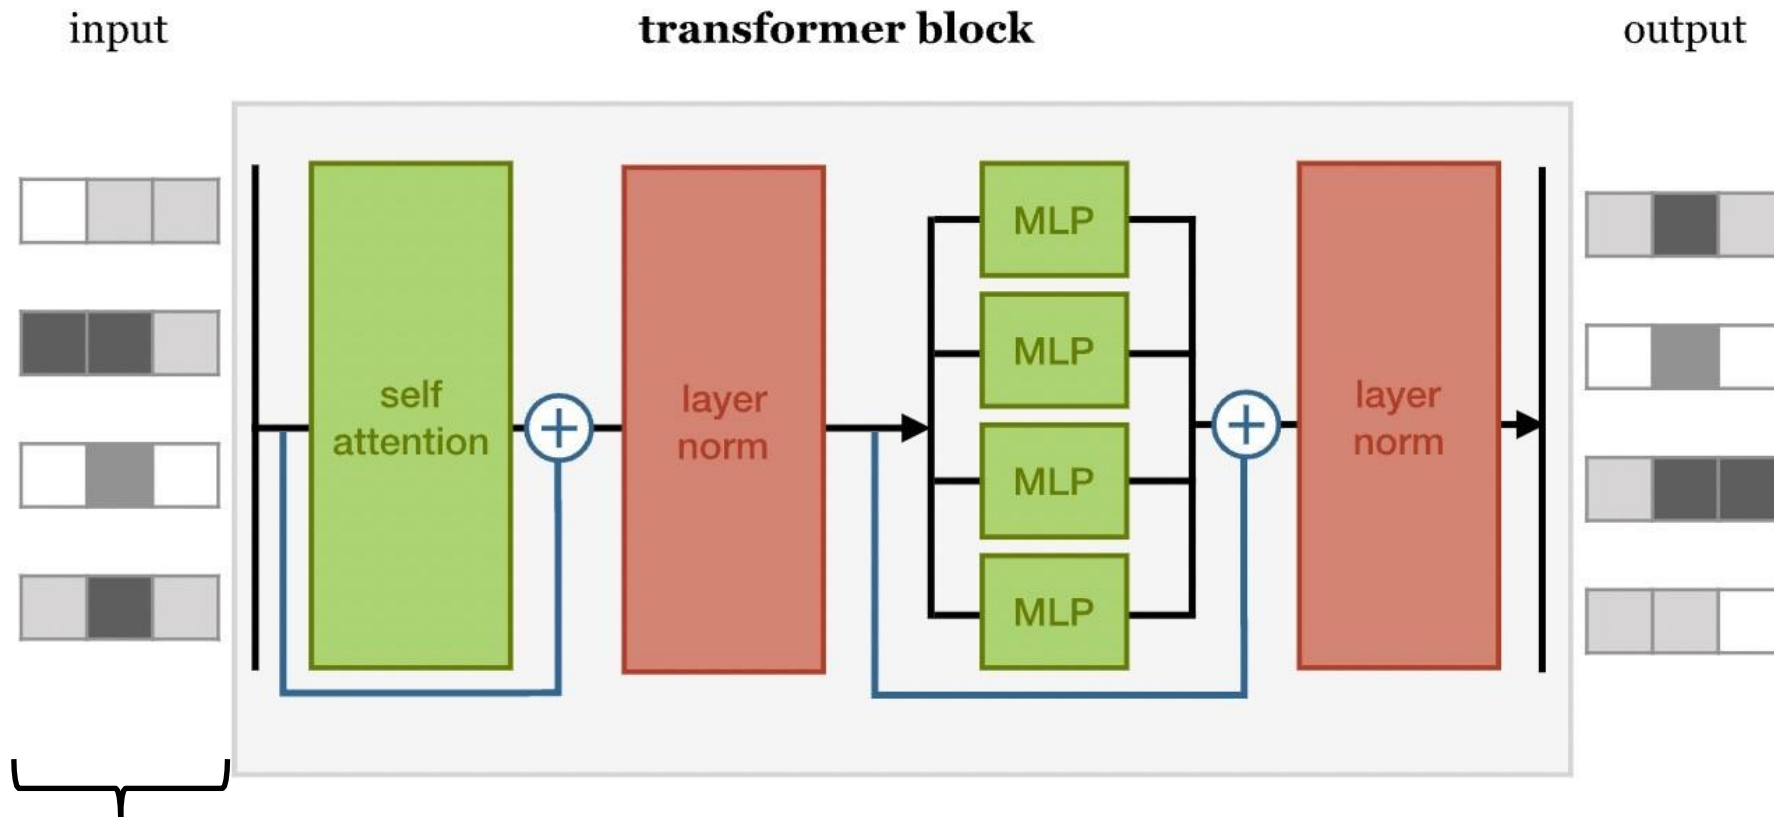 input
transformer block
output
self
attention
layer
norm
MLP
MLP
MLP
MLP
layer
norm